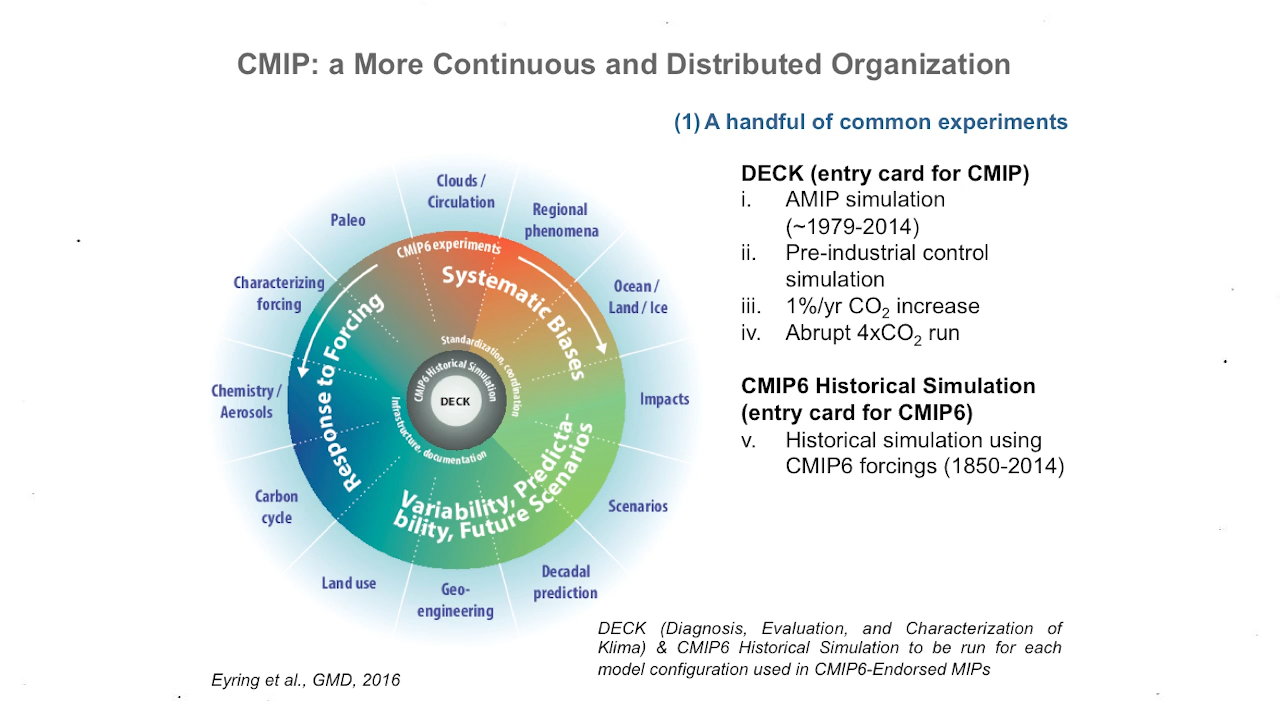 CMIP: a More Continuous and Distributed Organization
(1) A handful of common experiments
DECK (entry card for CMIP)
i. AMIP simulation
(~1979-2014)
ii. Pre-industrial control
simulation
iii. 1%/yr CO₂ increase
iv. Abrupt 4xCO₂ run
CMIP6 Historical Simulation
(entry card for CMIP6)
v. Historical simulation using
CMIP6 forcings (1850-2014)
Clouds /
Circulation
Regional
phenomena
Ocean /
Land / Ice
Impacts
Scenarios
Decadal
prediction
Geo-
engineering
Land use
Carbon
cycle
Chemistry /
Aerosols
Characterizing
forcing
Paleo
CMIP6 experiments
Systematic Biases
Response to Forcing
Variability, Predicta-
bility, Future Scenarios
Standardization, coordination
Infrastructure, documentation
CMIP6 Historical Simulation
DECK
DECK (Diagnosis, Evaluation, and Characterization of
Klima) & CMIP6 Historical Simulation to be run for each
model configuration used in CMIP6-Endorsed MIPs
Eyring et al., GMD, 2016